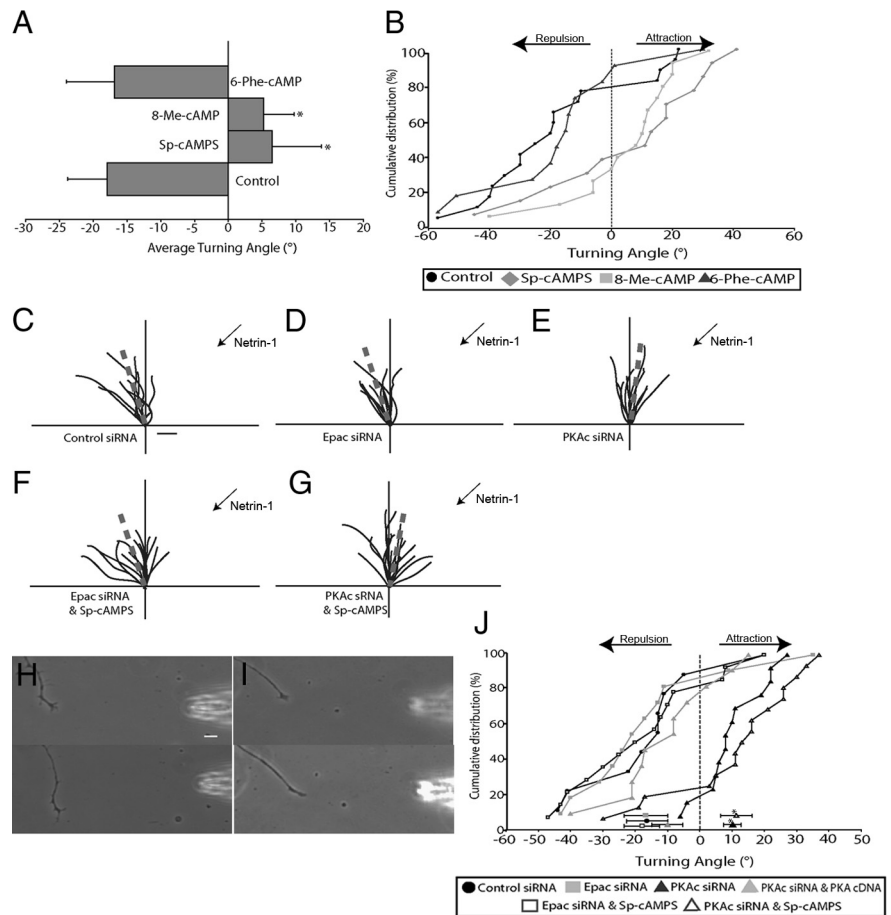 A
6-Phe-cAMP
8-Me-cAMP
*
Sp-cAMPS
*
Control
-30 -25 -20 -15 -10 -5 0 5 10 15 20
Average Turning Angle (°)
B
Repulsion
Attraction
Cumulative distribution (%)
100
80
60
40
20
0
-60 -40 -20 0 20 40 60
Turning Angle (°)
Control Sp-cAMPS 8-Me-cAMP 6-Phe-cAMP
C
Netrin-1
Control siRNA
D
Netrin-1
Epac siRNA
E
Netrin-1
PKAc siRNA
F
Netrin-1
Epac siRNA
& Sp-cAMPS
G
Netrin-1
PKAc sRNA
& Sp-cAMPS
H
I
J
Repulsion
Attraction
Cumulative distribution (%)
100
80
60
40
20
0
-60 -50 -40 -30 -20 -10 0 10 20 30 40 50
Turning Angle (°)
Control siRNA Epac siRNA PKAc siRNA PKAc siRNA & PKA cDNA
Epac siRNA & Sp-cAMPS PKAc siRNA & Sp-cAMPS